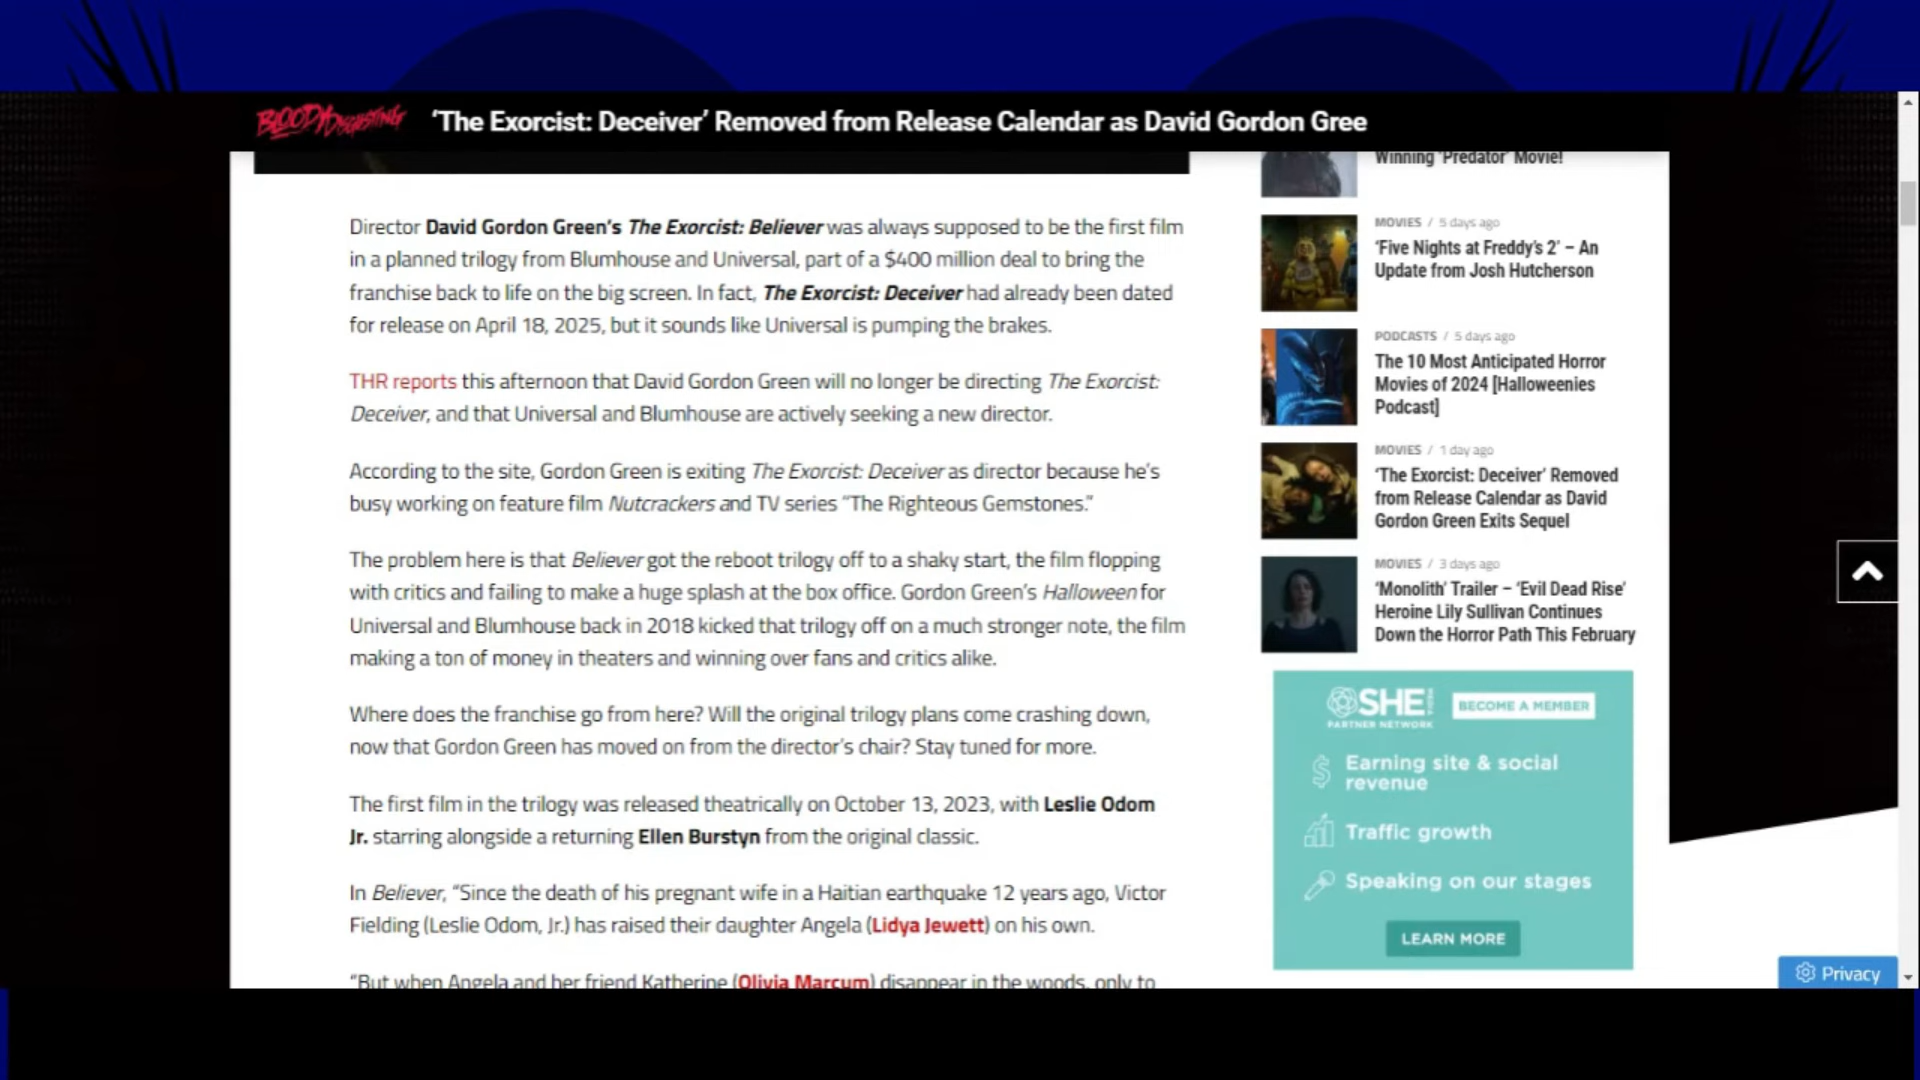 BLOODY DISGUSTING
‘The Exorcist: Deceiver’ Removed from Release Calendar as David Gordon Gree
Director David Gordon Green’s The Exorcist: Believer was always supposed to be the first film
in a planned trilogy from Blumhouse and Universal, part of a $400 million deal to bring the
franchise back to life on the big screen. In fact, The Exorcist: Deceiver had already been dated
for release on April 18, 2025, but it sounds like Universal is pumping the brakes.
THR reports this afternoon that David Gordon Green will no longer be directing The Exorcist:
Deceiver, and that Universal and Blumhouse are actively seeking a new director.
According to the site, Gordon Green is exiting The Exorcist: Deceiver as director because he’s
busy working on feature film Nutcrackers and TV series “The Righteous Gemstones.”
The problem here is that Believer got the reboot trilogy off to a shaky start, the film flopping
with critics and failing to make a huge splash at the box office. Gordon Green’s Halloween for
Universal and Blumhouse back in 2018 kicked that trilogy off on a much stronger note, the film
making a ton of money in theaters and winning over fans and critics alike.
Where does the franchise go from here? Will the original trilogy plans come crashing down,
now that Gordon Green has moved on from the director’s chair? Stay tuned for more.
The first film in the trilogy was released theatrically on October 13, 2023, with Leslie Odom
Jr. starring alongside a returning Ellen Burstyn from the original classic.
In Believer, “Since the death of his pregnant wife in a Haitian earthquake 12 years ago, Victor
Fielding (Leslie Odom, Jr.) has raised their daughter Angela (Lidya Jewett) on his own.
“But when Angela and her friend Katherine (Olivia Marcum) disappear in the woods, only to
Winning ‘Predator’ Movie!
MOVIES / 5 days ago
‘Five Nights at Freddy’s 2’ – An
Update from Josh Hutcherson
PODCASTS / 5 days ago
The 10 Most Anticipated Horror
Movies of 2024 [Halloweenies
Podcast]
MOVIES / 1 day ago
‘The Exorcist: Deceiver’ Removed
from Release Calendar as David
Gordon Green Exits Sequel
MOVIES / 3 days ago
‘Monolith’ Trailer – ‘Evil Dead Rise’
Heroine Lily Sullivan Continues
Down the Horror Path This February
SHE MEDIA
PARTNER NETWORK
BECOME A MEMBER
Earning site & social
revenue
Traffic growth
Speaking on our stages
LEARN MORE
Privacy